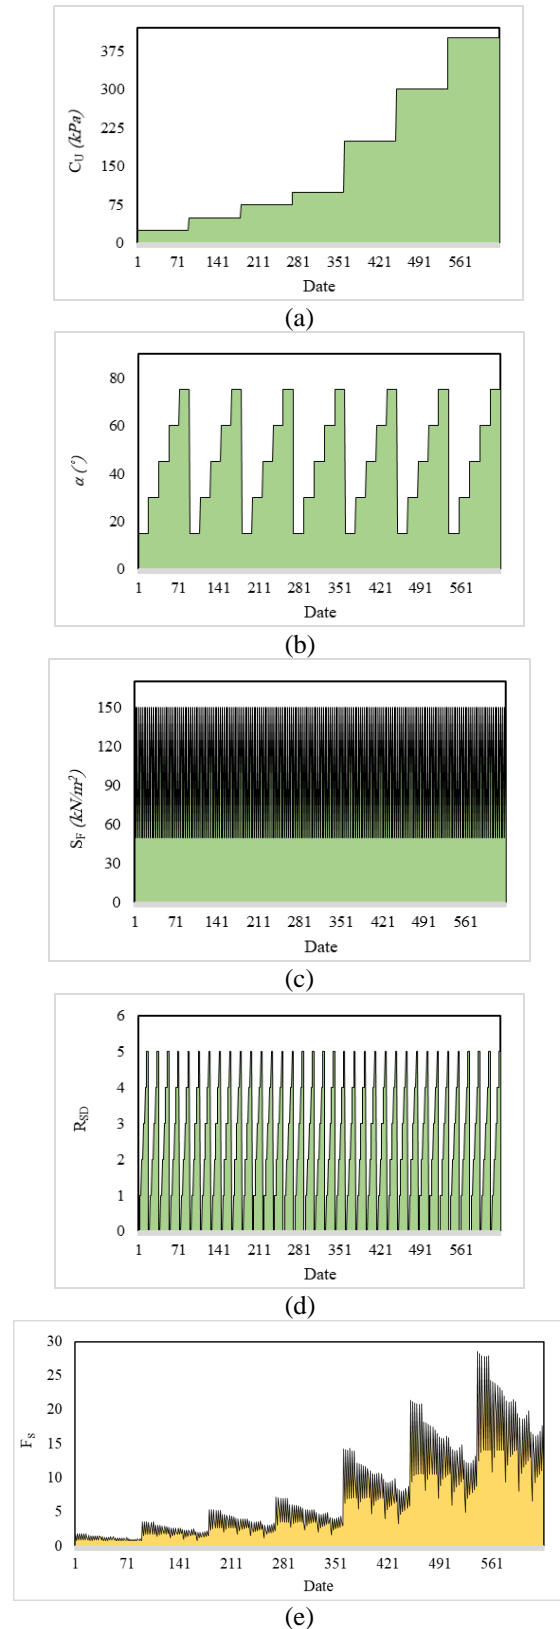 375
300
225
150
75
0
C_U (kPa)
1 71 141 211 281 351 421 491 561
Date
(a)
80
60
40
20
0
α (°)
1 71 141 211 281 351 421 491 561
Date
(b)
150
120
90
60
30
0
S_F (kN/m²)
1 71 141 211 281 351 421 491 561
Date
(c)
6
5
4
3
2
1
0
R_SD
1 71 141 211 281 351 421 491 561
Date
(d)
30
25
20
15
10
5
0
F_s
1 71 141 211 281 351 421 491 561
Date
(e)